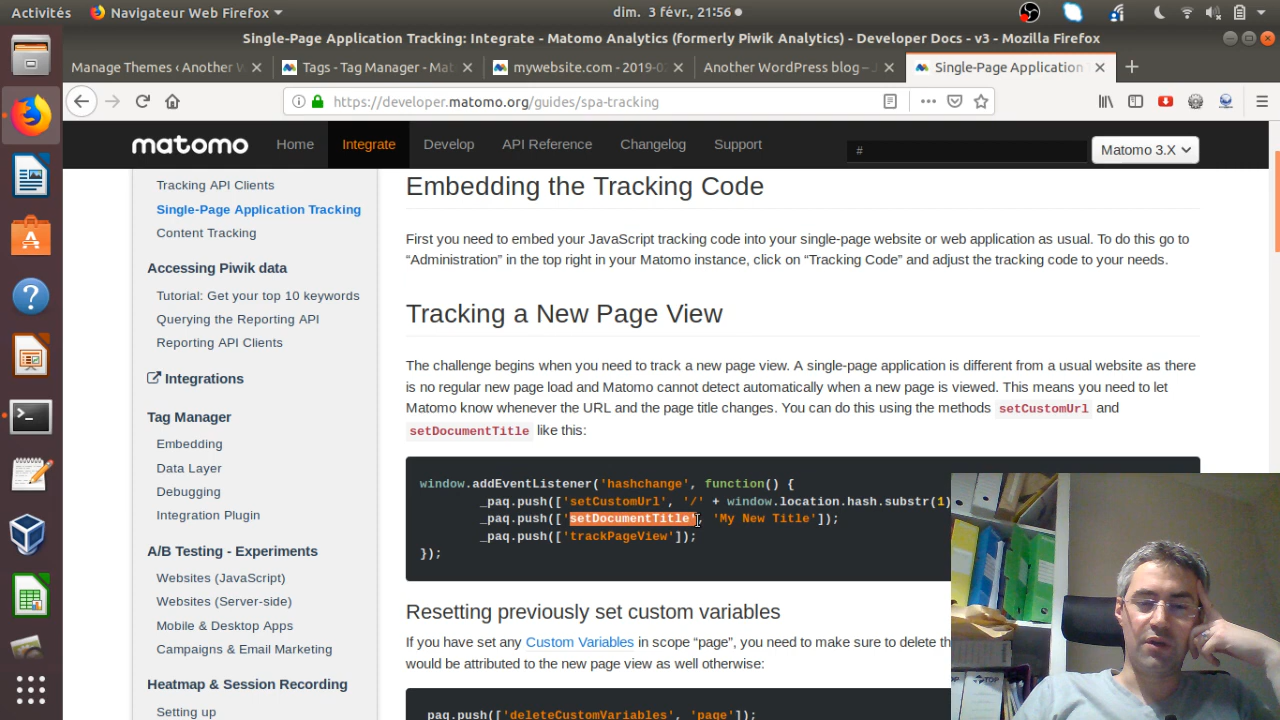 Activités
Navigateur Web Firefox
dim. 3 févr., 21:56
Single-Page Application Tracking: Integrate - Matomo Analytics (formerly Piwik Analytics) - Developer Docs - v3 - Mozilla Firefox
Manage Themes ‹ Another W
Tags - Tag Manager - Mat
mywebsite.com - 2019-0
Another WordPress blog –
Single-Page Application
https://developer.matomo.org/guides/spa-tracking
matomo
Home
Integrate
Develop
API Reference
Changelog
Support
#
Matomo 3.X
Tracking API Clients
Single-Page Application Tracking
Content Tracking
Accessing Piwik data
Tutorial: Get your top 10 keywords
Querying the Reporting API
Reporting API Clients
Integrations
Tag Manager
Embedding
Data Layer
Debugging
Integration Plugin
A/B Testing - Experiments
Websites (JavaScript)
Websites (Server-side)
Mobile & Desktop Apps
Campaigns & Email Marketing
Heatmap & Session Recording
Setting up
Embedding the Tracking Code
First you need to embed your JavaScript tracking code into your single-page website or web application as usual. To do this go to
“Administration” in the top right in your Matomo instance, click on “Tracking Code” and adjust the tracking code to your needs.
Tracking a New Page View
The challenge begins when you need to track a new page view. A single-page application is different from a usual website as there
is no regular new page load and Matomo cannot detect automatically when a new page is viewed. This means you need to let
Matomo know whenever the URL and the page title changes. You can do this using the methods setCustomUrl and
setDocumentTitle like this:
window.addEventListener('hashchange', function() {
_paq.push(['setCustomUrl', '/' + window.location.hash.substr(1)
_paq.push(['setDocumentTitle', 'My New Title']);
_paq.push(['trackPageView']);
});
Resetting previously set custom variables
If you have set any Custom Variables in scope “page”, you need to make sure to delete th
would be attributed to the new page view as well otherwise:
_paq.push(['deleteCustomVariables', 'page']);